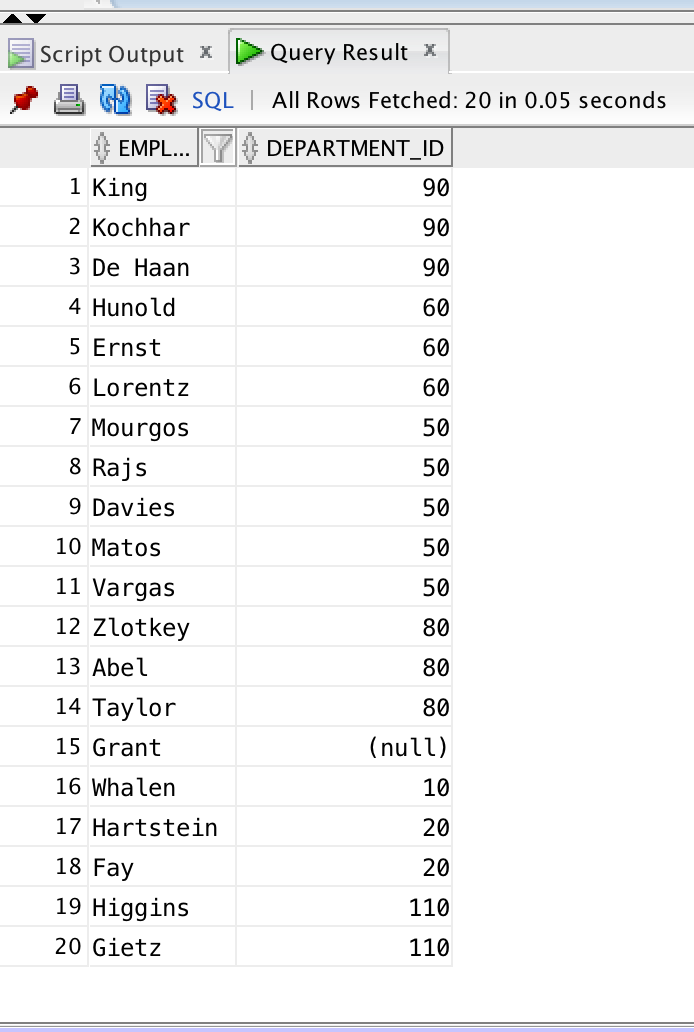 Script Output x Query Result x
SQL | All Rows Fetched: 20 in 0.05 seconds
EMPL... DEPARTMENT_ID
1 King 90
2 Kochhar 90
3 De Haan 90
4 Hunold 60
5 Ernst 60
6 Lorentz 60
7 Mourgos 50
8 Rajs 50
9 Davies 50
10 Matos 50
11 Vargas 50
12 Zlotkey 80
13 Abel 80
14 Taylor 80
15 Grant (null)
16 Whalen 10
17 Hartstein 20
18 Fay 20
19 Higgins 110
20 Gietz 110